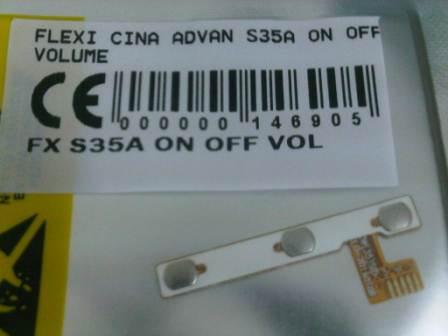 FLEXI CINA ADVAN S35A ON OFF
VOLUME
CE
000000 146905
FX S35A ON OFF VOL